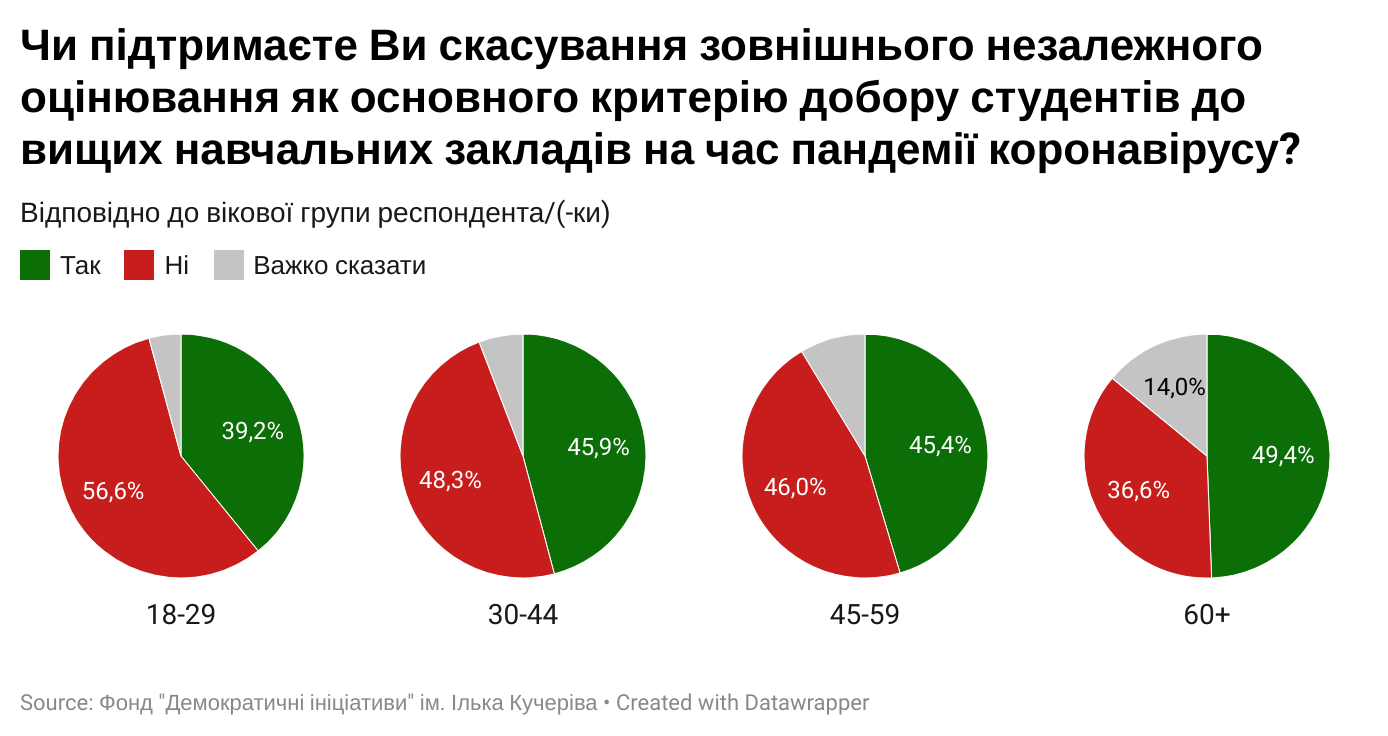 Чи підтримаєте Ви скасування зовнішнього незалежного
оцінювання як основного критерію добору студентів до
вищих навчальних закладів на час пандемії коронавірусу?
Відповідно до вікової групи респондента/(-ки)
Так Ні Важко сказати
39,2%
56,6%
45,9%
48,3%
45,4%
46,0%
14,0%
49,4%
36,6%
18-29 30-44 45-59 60+
Source: Фонд "Демократичні ініціативи" ім. Ілька Кучеріва • Created with Datawrapper